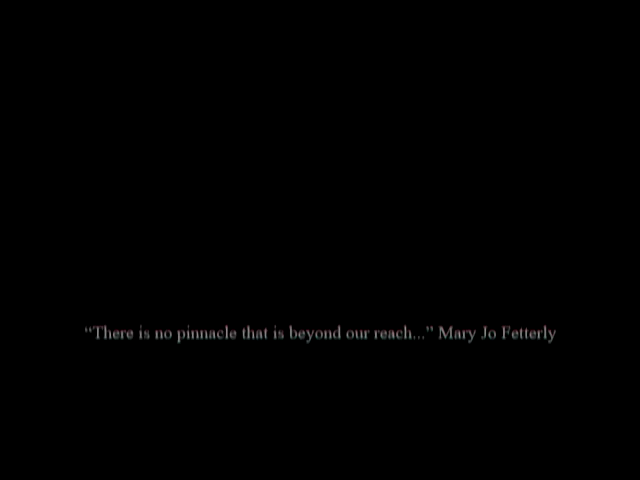 “There is no pinnacle that is beyond our reach...” Mary Jo Fetterly